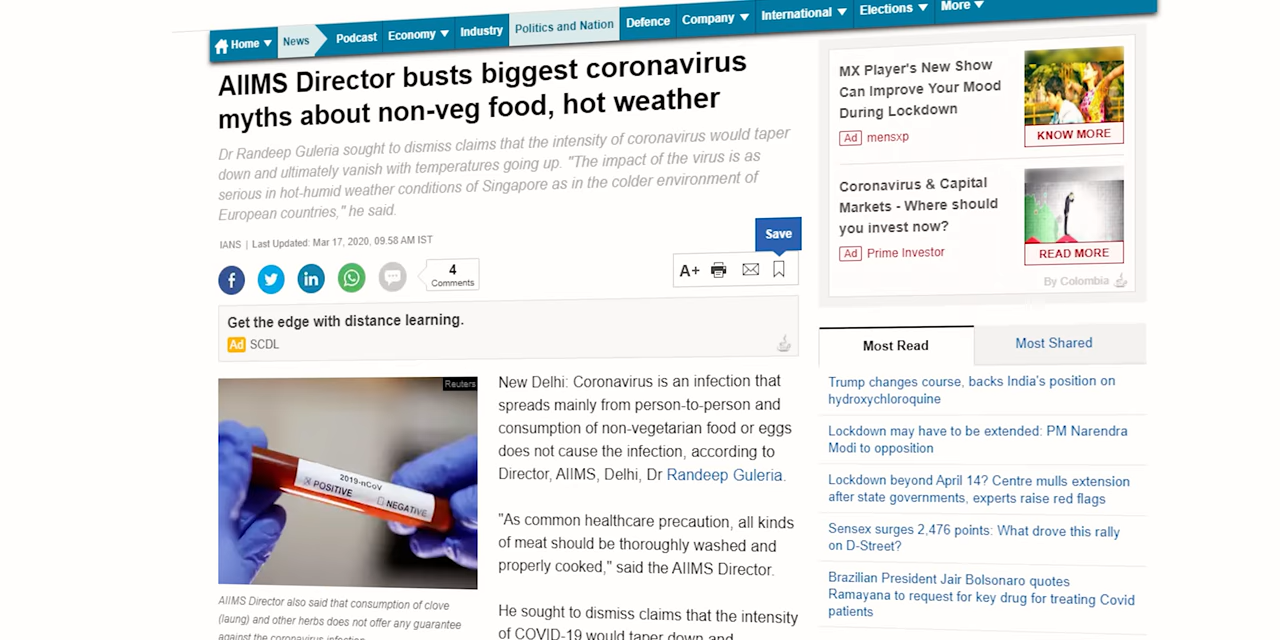 Home News Podcast Economy Industry Politics and Nation Defence Company International Elections More
AIIMS Director busts biggest coronavirus
myths about non-veg food, hot weather
Dr Randeep Guleria sought to dismiss claims that the intensity of coronavirus would taper
down and ultimately vanish with temperatures going up. "The impact of the virus is as
serious in hot-humid weather conditions of Singapore as in the colder environment of
European countries," he said.
IANS | Last Updated: Mar 17, 2020, 09.58 AM IST
Save
4
Comments
A+
Get the edge with distance learning.
Ad SCDL
Reuters
2019-nCoV
POSITIVE
NEGATIVE
AIIMS Director also said that consumption of clove
(laung) and other herbs does not offer any guarantee
against the coronavirus infection.
New Delhi: Coronavirus is an infection that
spreads mainly from person-to-person and
consumption of non-vegetarian food or eggs
does not cause the infection, according to
Director, AIIMS, Delhi, Dr Randeep Guleria.
"As common healthcare precaution, all kinds
of meat should be thoroughly washed and
properly cooked," said the AIIMS Director.
He sought to dismiss claims that the intensity
of COVID-19 would taper down and
MX Player's New Show
Can Improve Your Mood
During Lockdown
Ad mensxp
KNOW MORE
Coronavirus & Capital
Markets - Where should
you invest now?
Ad Prime Investor
READ MORE
By Colombia
Most Read
Most Shared
Trump changes course, backs India's position on
hydroxychloroquine
Lockdown may have to be extended: PM Narendra
Modi to opposition
Lockdown beyond April 14? Centre mulls extension
after state governments, experts raise red flags
Sensex surges 2,476 points: What drove this rally
on D-Street?
Brazilian President Jair Bolsonaro quotes
Ramayana to request for key drug for treating Covid
patients